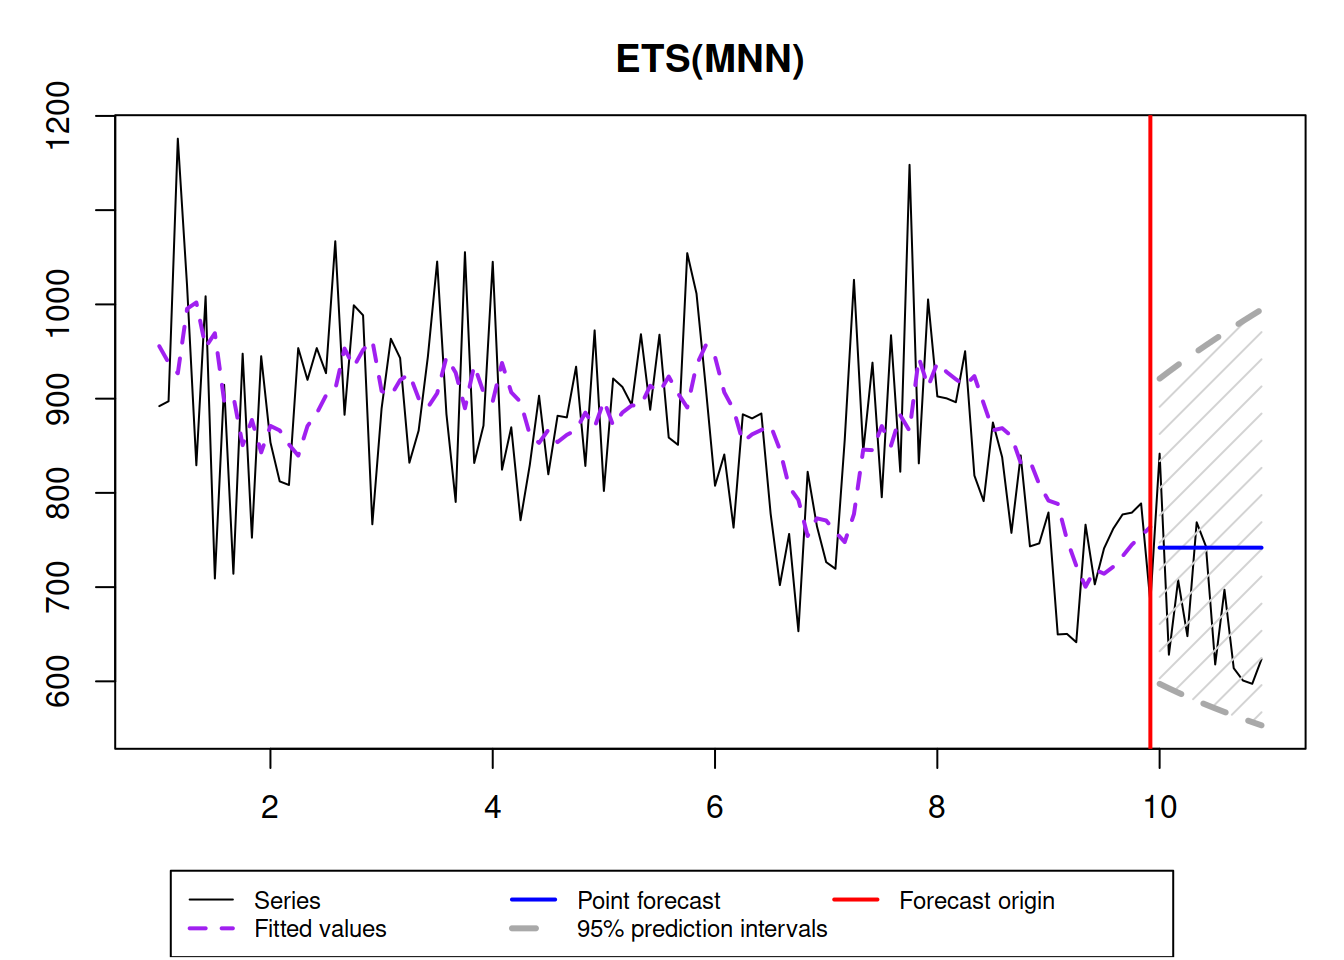 ETS(MNN)
1200
1000
900
800
700
600
2 4 6 8 10
Series Point forecast Forecast origin
Fitted values 95% prediction intervals